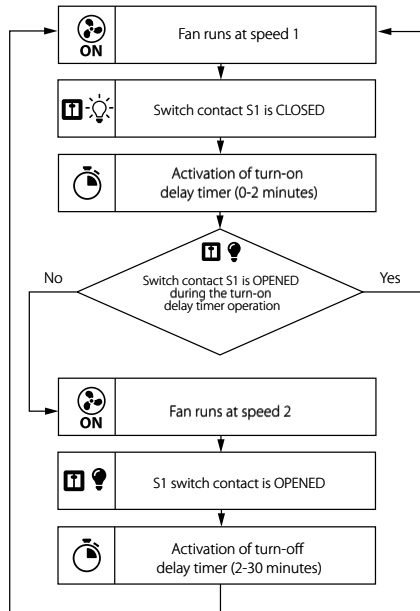 ON
Fan runs at speed 1
Switch contact S1 is CLOSED
Activation of turn-on
delay timer (0-2 minutes)
No
Switch contact S1 is OPENED
during the turn-on
delay timer operation
Yes
ON
Fan runs at speed 2
S1 switch contact is OPENED
Activation of turn-off
delay timer (2-30 minutes)